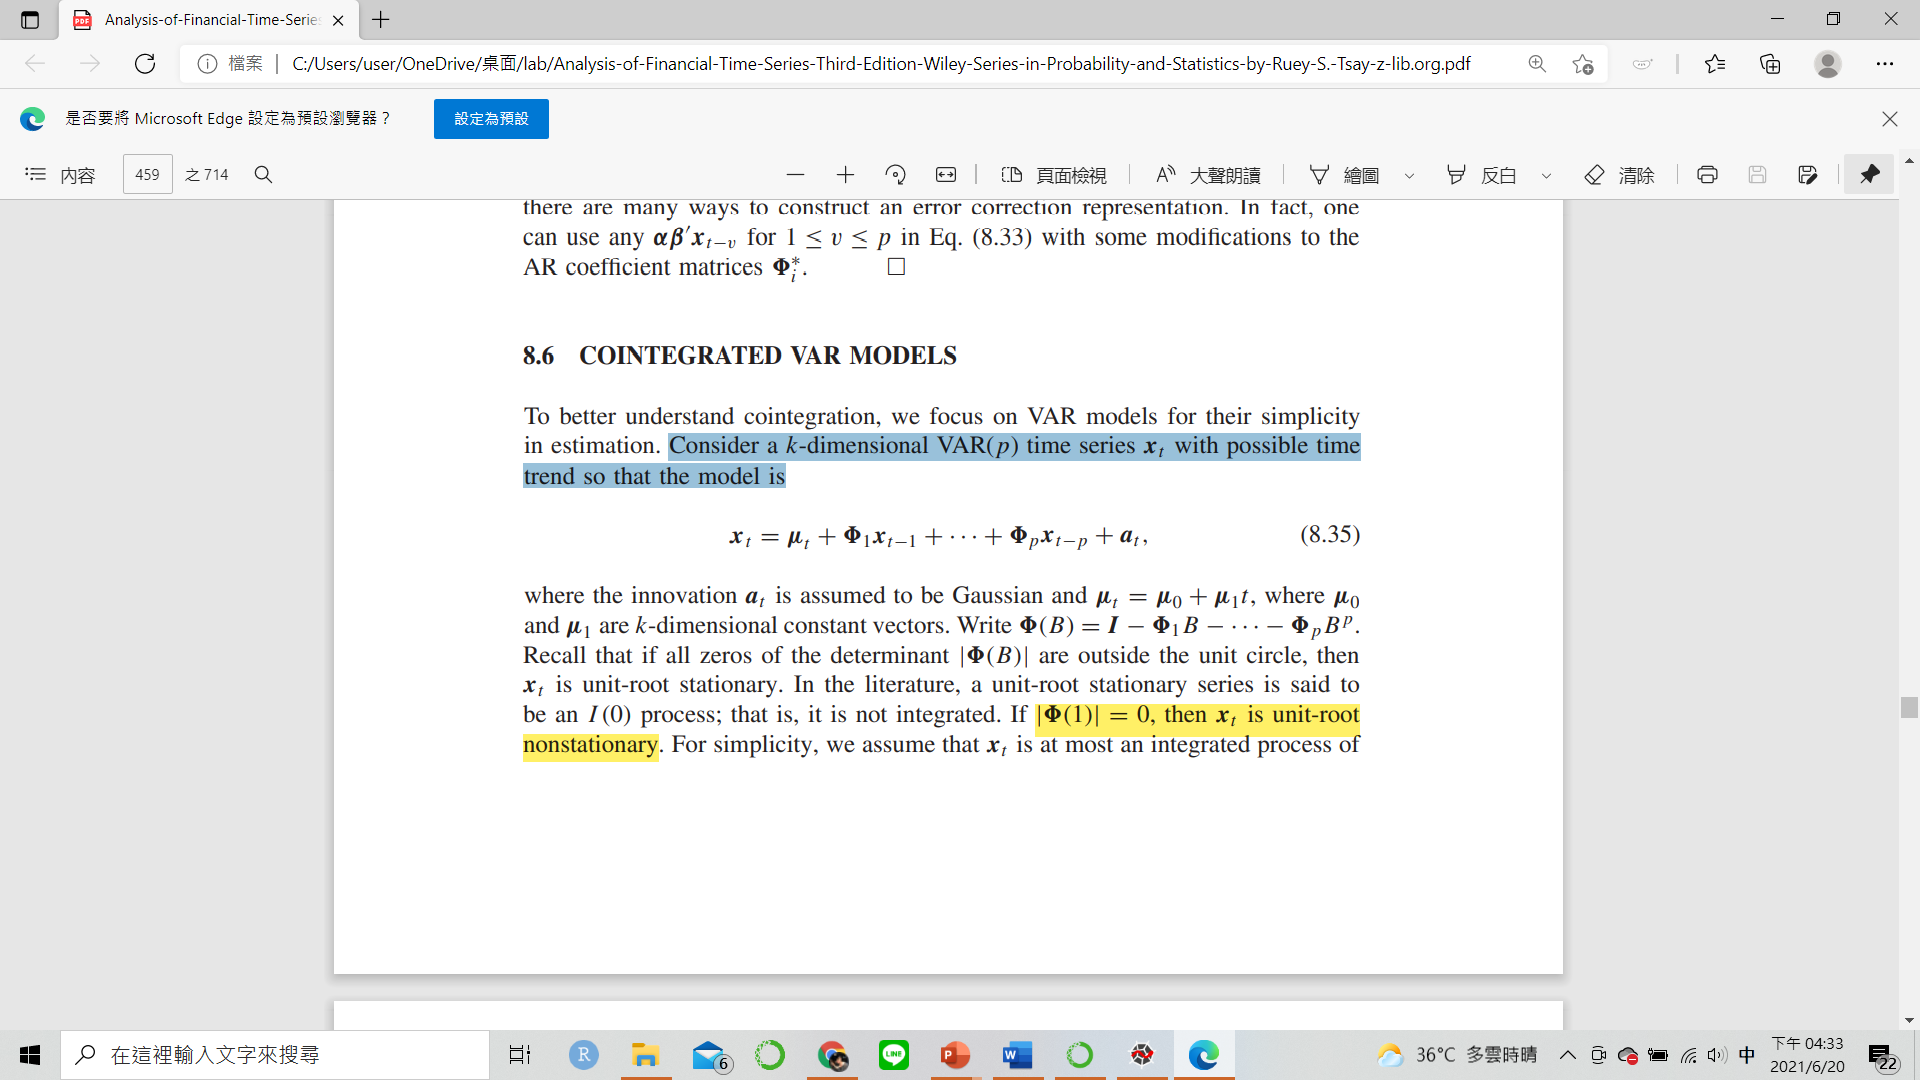 Analysis-of-Financial-Time-Serie
檔案
C:/Users/user/OneDrive/桌面/lab/Analysis-of-Financial-Time-Series-Third-Edition-Wiley-Series-in-Probability-and-Statistics-by-Ruey-S.-Tsay-z-lib.org.pdf
是否要將 Microsoft Edge 設定為預設瀏覽器？
設定為預設
內容
459 之 714
頁面檢視
大聲朗讀
繪圖
反白
清除
there are many ways to construct an error correction representation. In fact, one
can use any αβ′x_{t−v} for 1 ≤ v ≤ p in Eq. (8.33) with some modifications to the
AR coefficient matrices Φ_i^*. □
8.6 COINTEGRATED VAR MODELS
To better understand cointegration, we focus on VAR models for their simplicity
in estimation. Consider a k-dimensional VAR(p) time series x_t with possible time
trend so that the model is
x_t = μ_t + Φ_1 x_{t−1} + ··· + Φ_p x_{t−p} + a_t, (8.35)
where the innovation a_t is assumed to be Gaussian and μ_t = μ_0 + μ_1 t, where μ_0
and μ_1 are k-dimensional constant vectors. Write Φ(B) = I − Φ_1 B − ··· − Φ_p B^p.
Recall that if all zeros of the determinant |Φ(B)| are outside the unit circle, then
x_t is unit-root stationary. In the literature, a unit-root stationary series is said to
be an I(0) process; that is, it is not integrated. If |Φ(1)| = 0, then x_t is unit-root
nonstationary. For simplicity, we assume that x_t is at most an integrated process of
在這裡輸入文字來搜尋
R
6
LINE
P
W
36°C 多雲時晴
中
下午 04:33
2021/6/20
22